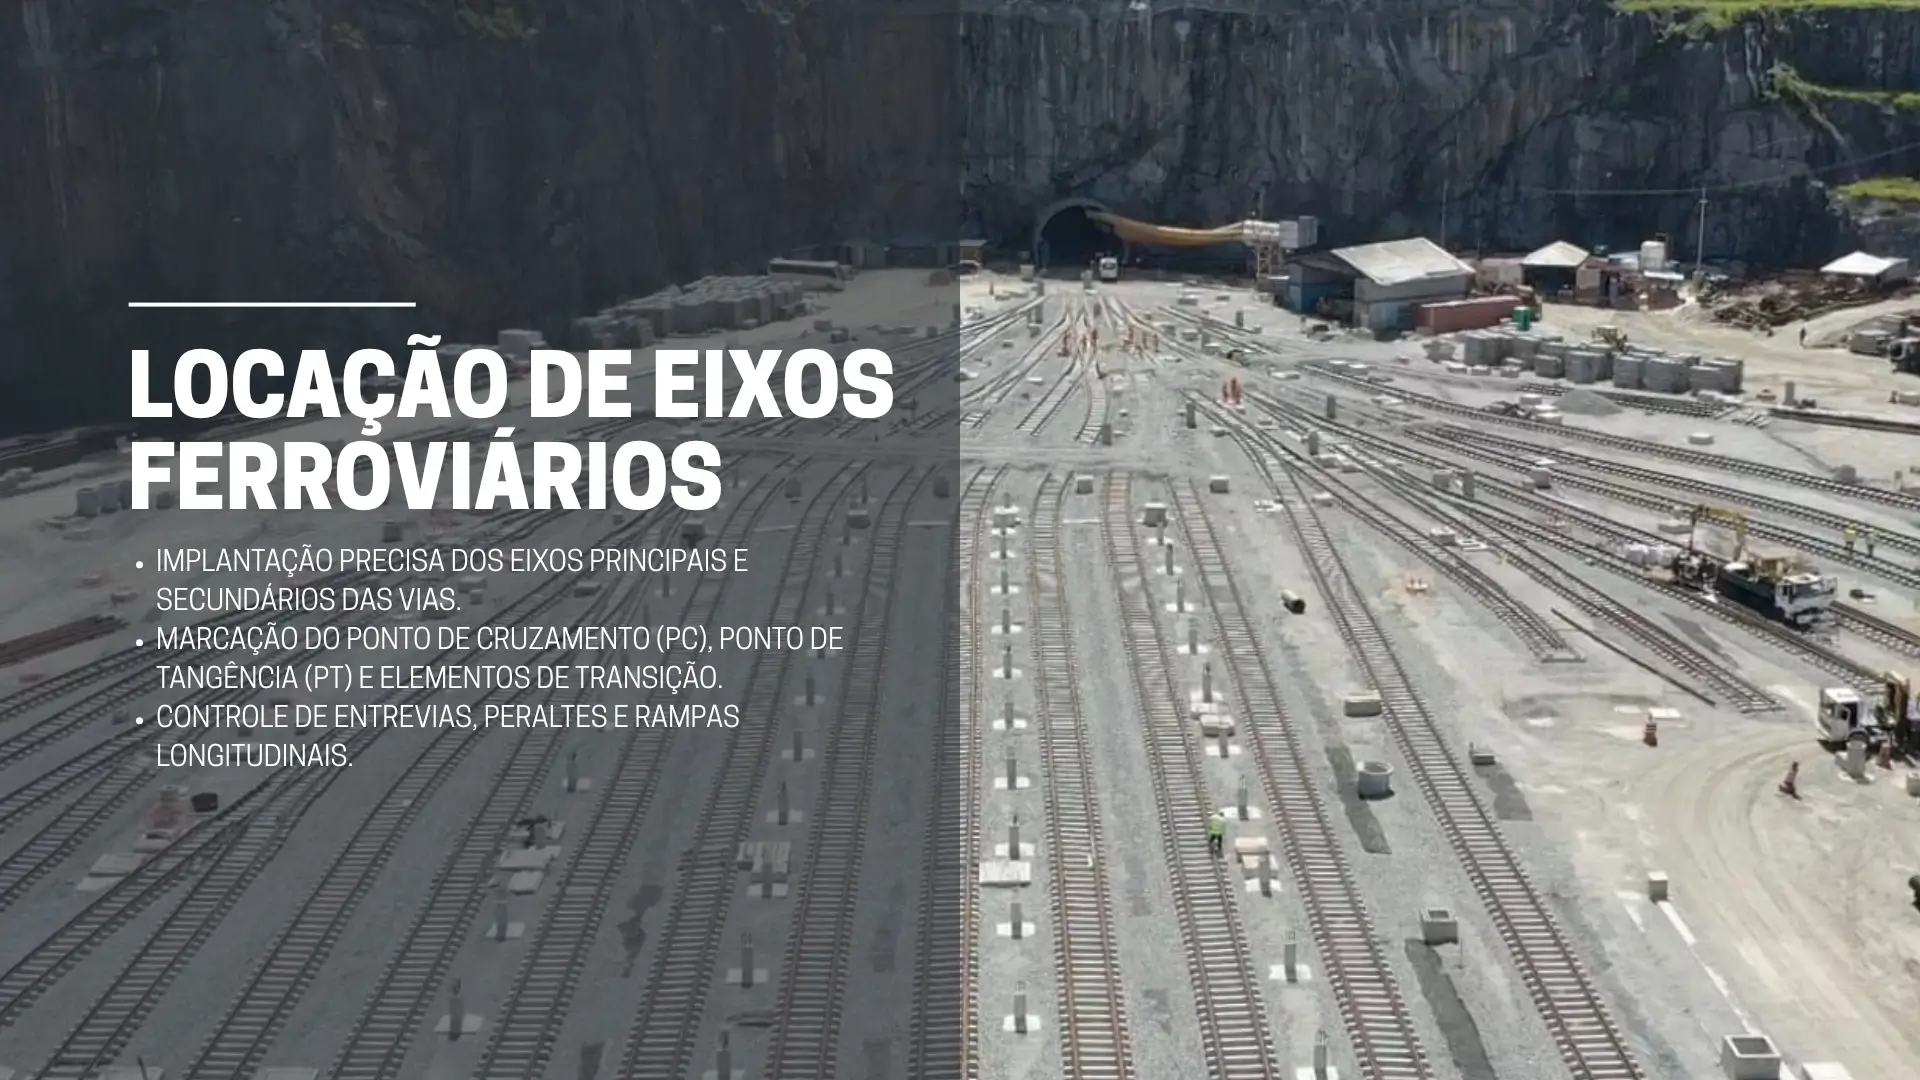 LOCAÇÃO DE EIXOS
FERROVIÁRIOS
• IMPLANTAÇÃO PRECISA DOS EIXOS PRINCIPAIS E
SECUNDÁRIOS DAS VIAS.
• MARCAÇÃO DO PONTO DE CRUZAMENTO (PC), PONTO DE
TANGÊNCIA (PT) E ELEMENTOS DE TRANSIÇÃO.
• CONTROLE DE ENTREVIAS, PERALTES E RAMPAS
LONGITUDINAIS.